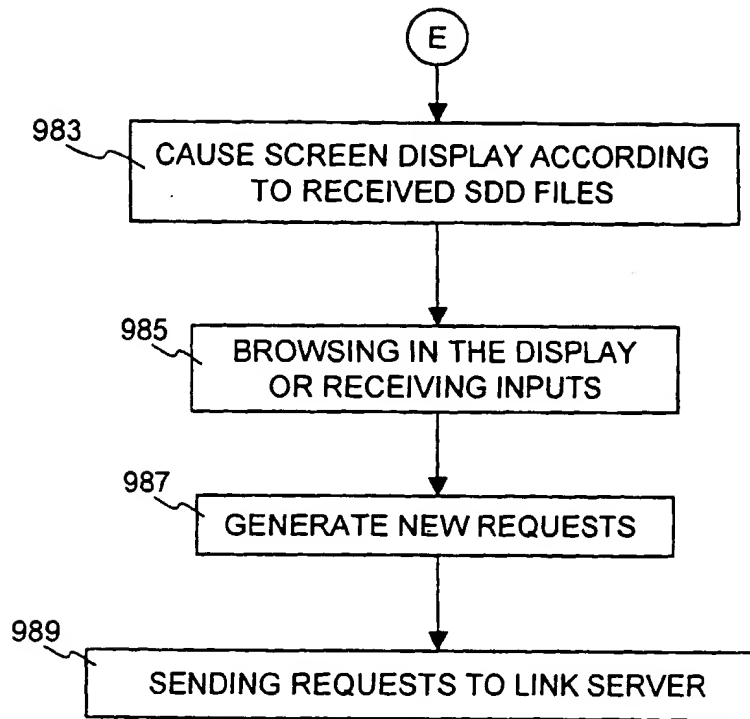 E
983
CAUSE SCREEN DISPLAY ACCORDING
TO RECEIVED SDD FILES
985
BROWSING IN THE DISPLAY
OR RECEIVING INPUTS
987
GENERATE NEW REQUESTS
989
SENDING REQUESTS TO LINK SERVER